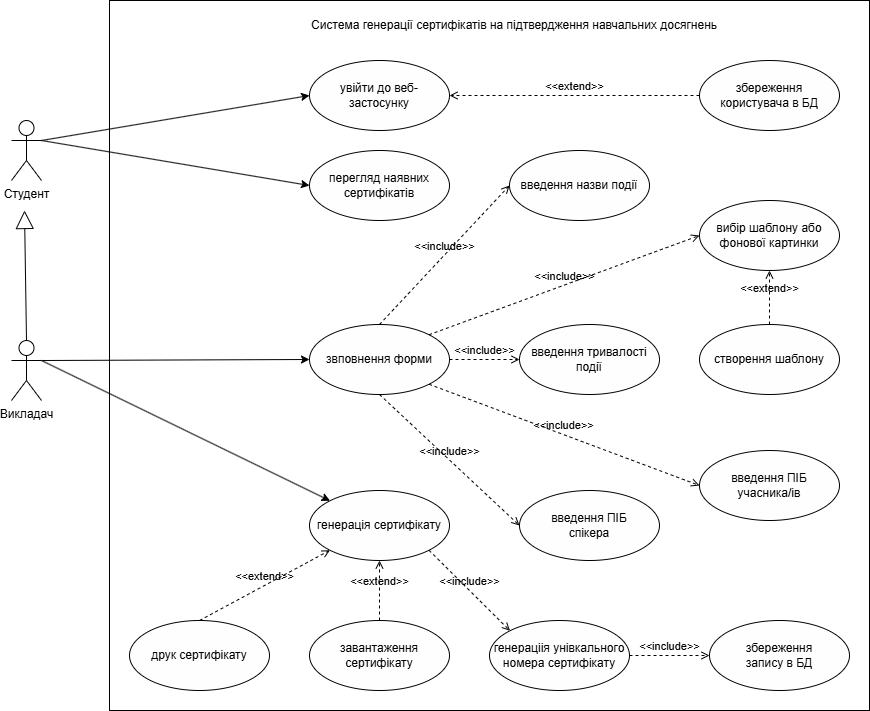 Система генерації сертифікатів на підтвердження навчальних досягнень
увійти до веб-
застосунку
<<extend>>
збереження
користувача в БД
Студент
перегляд наявних
сертифікатів
введення назви події
<<include>>
вибір шаблону або
фонової картинки
<<include>>
<<extend>>
Викладач
звповнення форми
<<include>>
введення тривалості
події
створення шаблону
<<include>>
<<include>>
введення ПІБ
учасника/ів
генерація сертифікату
введення ПІБ
спікера
<<extend>>
<<extend>>
<<include>>
друк сертифікату
завантаження
сертифікату
генераціїя унівкального
номера сертифікату
<<include>>
збереження
запису в БД